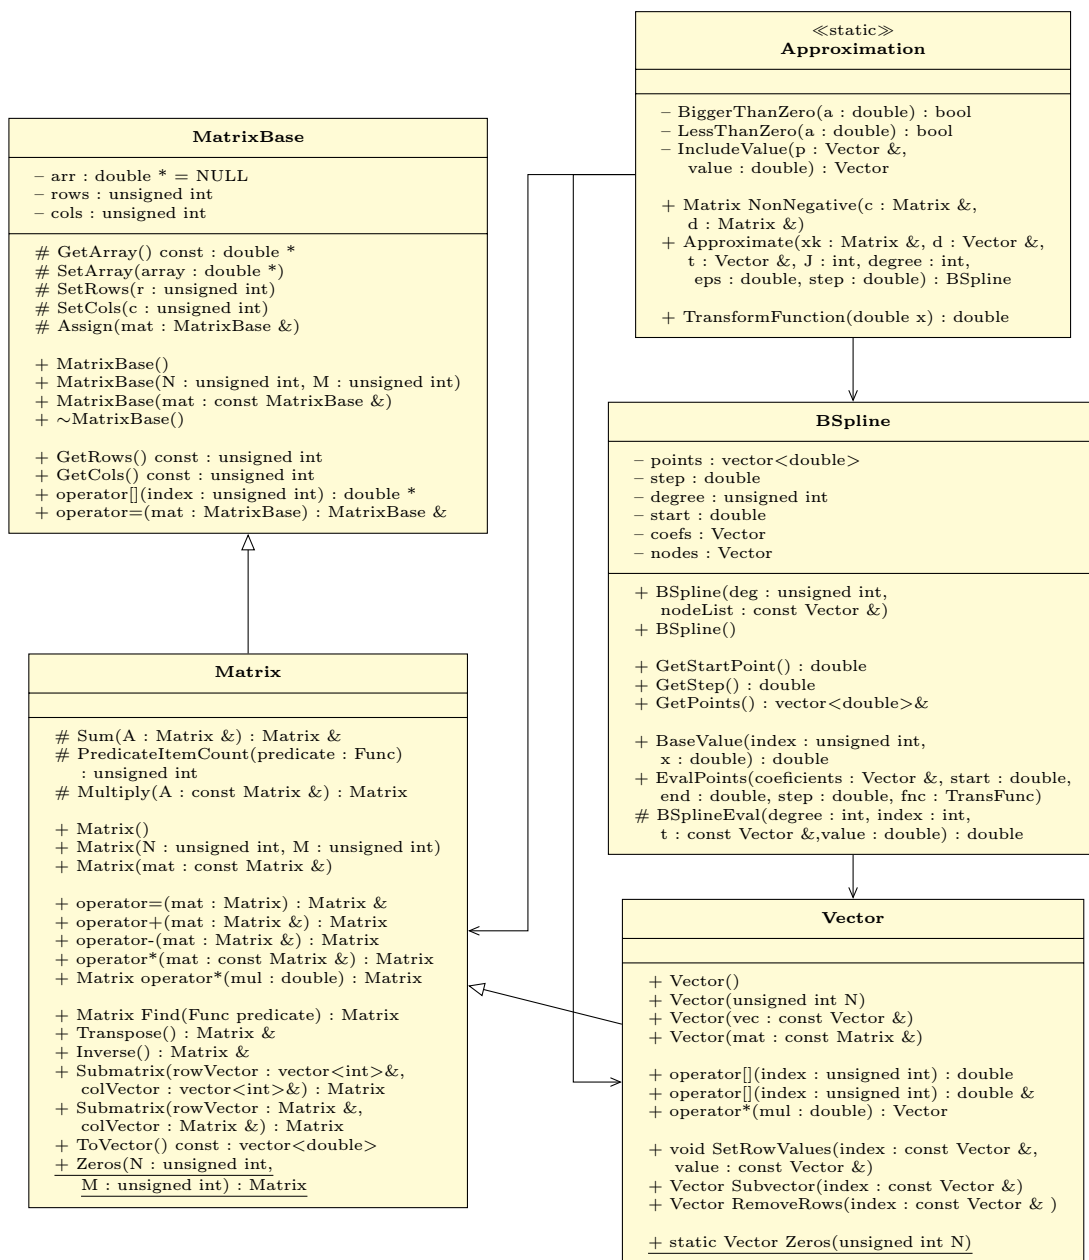 ≪static≫
Approximation
– BiggerThanZero(a : double) : bool
– LessThanZero(a : double) : bool
– IncludeValue(p : Vector &,
value : double) : Vector
+ Matrix NonNegative(c : Matrix &,
d : Matrix &)
+ Approximate(xk : Matrix &, d : Vector &,
t : Vector &, J : int, degree : int,
eps : double, step : double) : BSpline
+ TransformFunction(double x) : double
MatrixBase
– arr : double * = NULL
– rows : unsigned int
– cols : unsigned int
# GetArray() const : double *
# SetArray(array : double *)
# SetRows(r : unsigned int)
# SetCols(c : unsigned int)
# Assign(mat : MatrixBase &)
+ MatrixBase()
+ MatrixBase(N : unsigned int, M : unsigned int)
+ MatrixBase(mat : const MatrixBase &)
+ ∼MatrixBase()
+ GetRows() const : unsigned int
+ GetCols() const : unsigned int
+ operator[](index : unsigned int) : double *
+ operator=(mat : MatrixBase) : MatrixBase &
BSpline
– points : vector<double>
– step : double
– degree : unsigned int
– start : double
– coefs : Vector
– nodes : Vector
+ BSpline(deg : unsigned int,
nodeList : const Vector &)
+ BSpline()
+ GetStartPoint() : double
+ GetStep() : double
+ GetPoints() : vector<double>&
+ BaseValue(index : unsigned int,
x : double) : double
+ EvalPoints(coeficients : Vector &, start : double,
end : double, step : double, fnc : TransFunc)
# BSplineEval(degree : int, index : int,
t : const Vector &,value : double) : double
Matrix
# Sum(A : Matrix &) : Matrix &
# PredicateItemCount(predicate : Func)
: unsigned int
# Multiply(A : const Matrix &) : Matrix
+ Matrix()
+ Matrix(N : unsigned int, M : unsigned int)
+ Matrix(mat : const Matrix &)
+ operator=(mat : Matrix) : Matrix &
+ operator+(mat : Matrix &) : Matrix
+ operator-(mat : Matrix &) : Matrix
+ operator*(mat : const Matrix &) : Matrix
+ Matrix operator*(mul : double) : Matrix
+ Matrix Find(Func predicate) : Matrix
+ Transpose() : Matrix &
+ Inverse() : Matrix &
+ Submatrix(rowVector : vector<int>&,
colVector : vector<int>&) : Matrix
+ Submatrix(rowVector : Matrix &,
colVector : Matrix &) : Matrix
+ ToVector() const : vector<double>
+ Zeros(N : unsigned int,
M : unsigned int) : Matrix
Vector
+ Vector()
+ Vector(unsigned int N)
+ Vector(vec : const Vector &)
+ Vector(mat : const Matrix &)
+ operator[](index : unsigned int) : double
+ operator[](index : unsigned int) : double &
+ operator*(mul : double) : Vector
+ void SetRowValues(index : const Vector &,
value : const Vector &)
+ Vector Subvector(index : const Vector &)
+ Vector RemoveRows(index : const Vector & )
+ static Vector Zeros(unsigned int N)